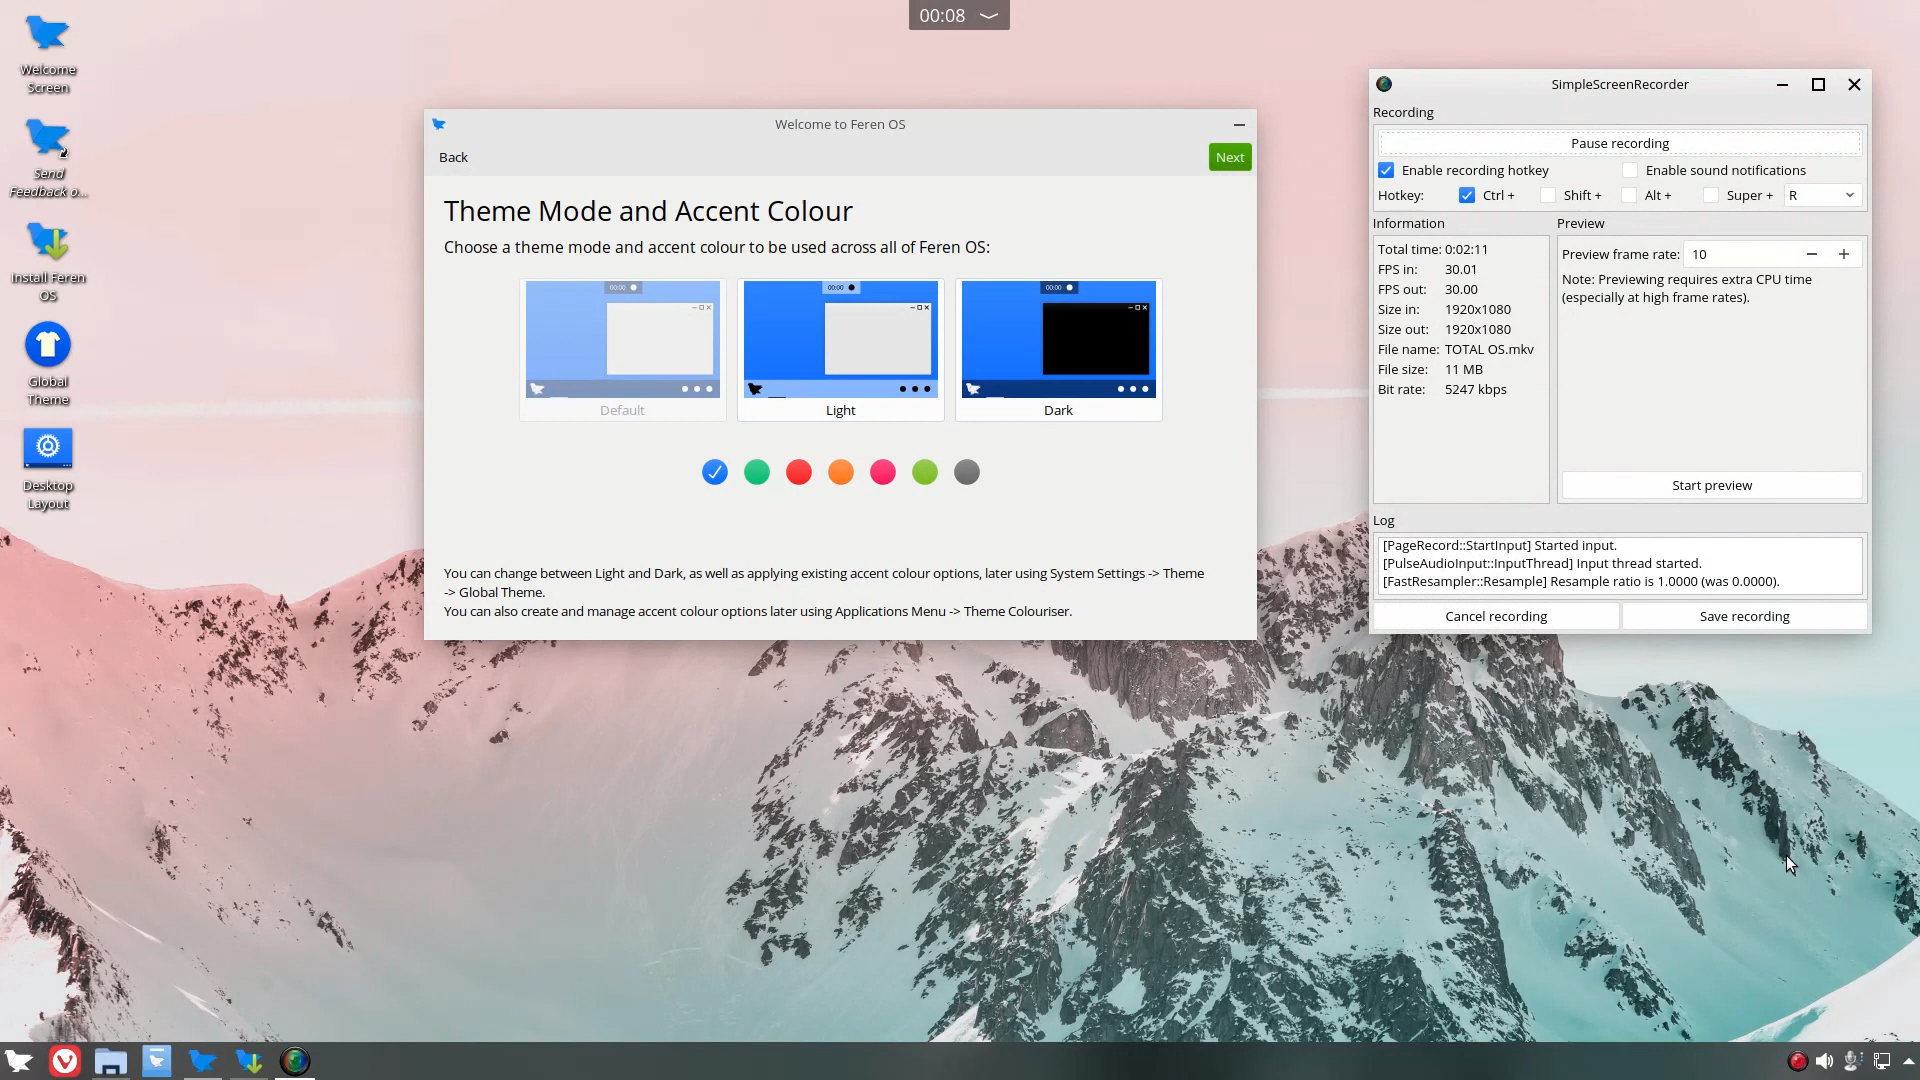 00:08
Welcome
Screen
Send
Feedback o...
Install Feren
OS
Global
Theme
Desktop
Layout
Welcome to Feren OS
Back
Next
Theme Mode and Accent Colour
Choose a theme mode and accent colour to be used across all of Feren OS:
00:00
00:00
00:00
Default
Light
Dark
You can change between Light and Dark, as well as applying existing accent colour options, later using System Settings -> Theme
-> Global Theme.
You can also create and manage accent colour options later using Applications Menu -> Theme Colouriser.
SimpleScreenRecorder
Recording
Pause recording
Enable recording hotkey
Enable sound notifications
Hotkey: Ctrl + Shift + Alt + Super + R
Information
Total time: 0:02:11
FPS in: 30.01
FPS out: 30.00
Size in: 1920x1080
Size out: 1920x1080
File name: TOTAL OS.mkv
File size: 11 MB
Bit rate: 5247 kbps
Preview
Preview frame rate: 10
Note: Previewing requires extra CPU time
(especially at high frame rates).
Start preview
Log
[PageRecord::StartInput] Started input.
[PulseAudioInput::InputThread] Input thread started.
[FastResampler::Resample] Resample ratio is 1.0000 (was 0.0000).
Cancel recording
Save recording